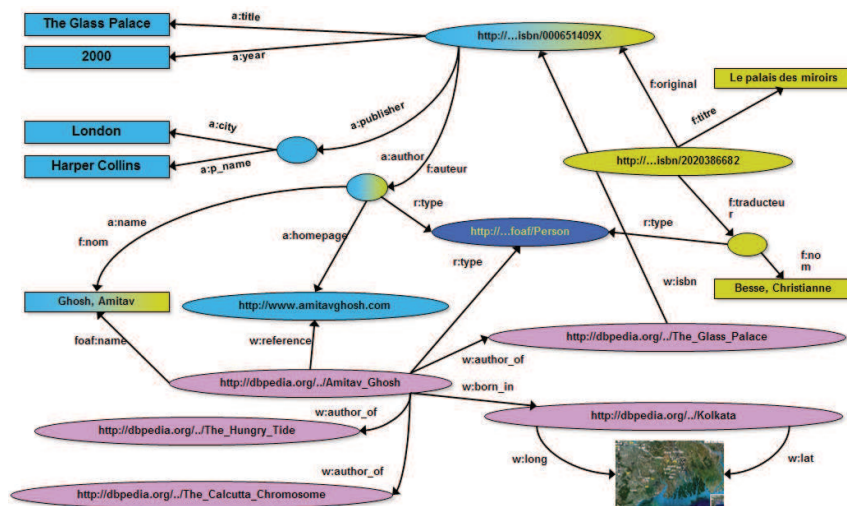 The Glass Palace
a:title
http://...isbn/000651409X
2000
a:year
Le palais des miroirs
f:original
f:titre
London
a:city
a:publisher
Harper Collins
a:p_name
a:author
f:auteur
http://...isbn/2020386682
r:type
f:traducteu
r
a:name
f:nom
a:homepage
http://...foaf/Person
r:type
r:type
f:no
m
w:isbn
Ghosh, Amitav
http://www.amitavghosh.com
Besse, Christianne
foaf:name
w:reference
http://dbpedia.org/../The_Glass_Palace
w:author_of
http://dbpedia.org/../Amitav_Ghosh
w:born_in
w:author_of
http://dbpedia.org/../Kolkata
http://dbpedia.org/../The_Hungry_Tide
w:long
w:lat
w:author_of
http://dbpedia.org/../The_Calcutta_Chromosome